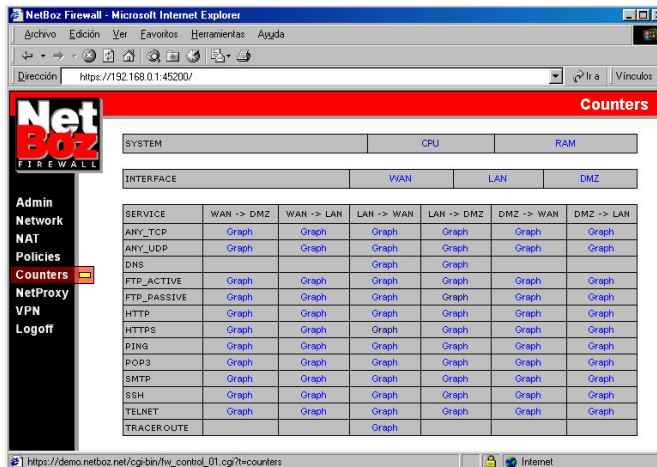 NetBoz Firewall - Microsoft Internet Explorer
Archivo Edición Ver Favoritos Herramientas Ayuda
Dirección https://192.168.0.1:45200/ Ir a Vínculos
Counters
Net
Boz
FIREWALL
SYSTEM CPU RAM
INTERFACE WAN LAN DMZ
Admin
Network
NAT
Policies
Counters
NetProxy
VPN
Logoff
SERVICE WAN -> DMZ WAN -> LAN LAN -> WAN LAN -> DMZ DMZ -> WAN DMZ -> LAN
ANY_TCP Graph Graph Graph Graph Graph Graph
ANY_UDP Graph Graph Graph Graph Graph Graph
DNS Graph Graph
FTP_ACTIVE Graph Graph Graph Graph Graph Graph
FTP_PASSIVE Graph Graph Graph Graph Graph Graph
HTTP Graph Graph Graph Graph Graph Graph
HTTPS Graph Graph Graph Graph Graph Graph
PING Graph Graph Graph Graph Graph Graph
POP3 Graph Graph Graph Graph Graph Graph
SMTP Graph Graph Graph Graph Graph Graph
SSH Graph Graph Graph Graph Graph Graph
TELNET Graph Graph Graph Graph Graph Graph
TRACEROUTE Graph
https://demo.netboz.net/cgi-bin/fw_control_01.cgi?t=counters Internet